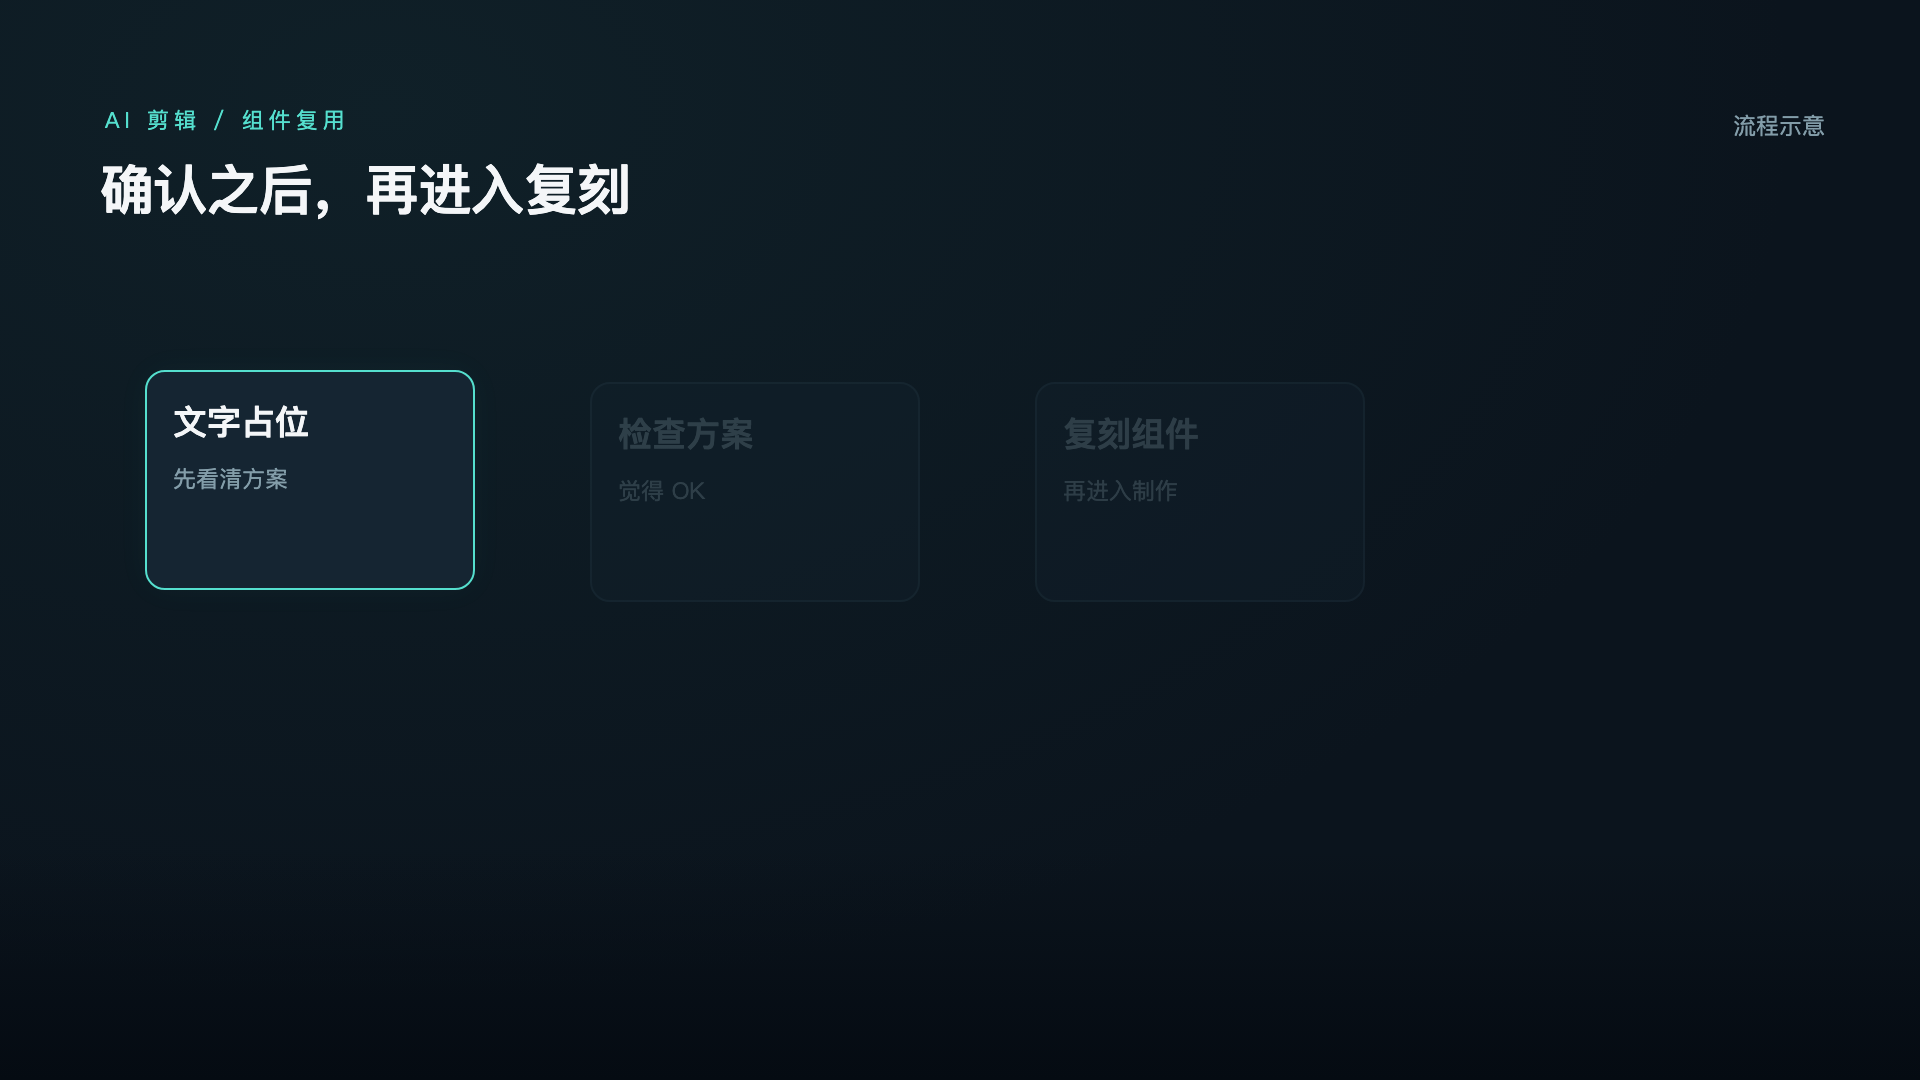 AI 剪辑 / 组件复用
流程示意
确认之后，再进入复刻
文字占位
先看清方案
检查方案
觉得 OK
复刻组件
再进入制作